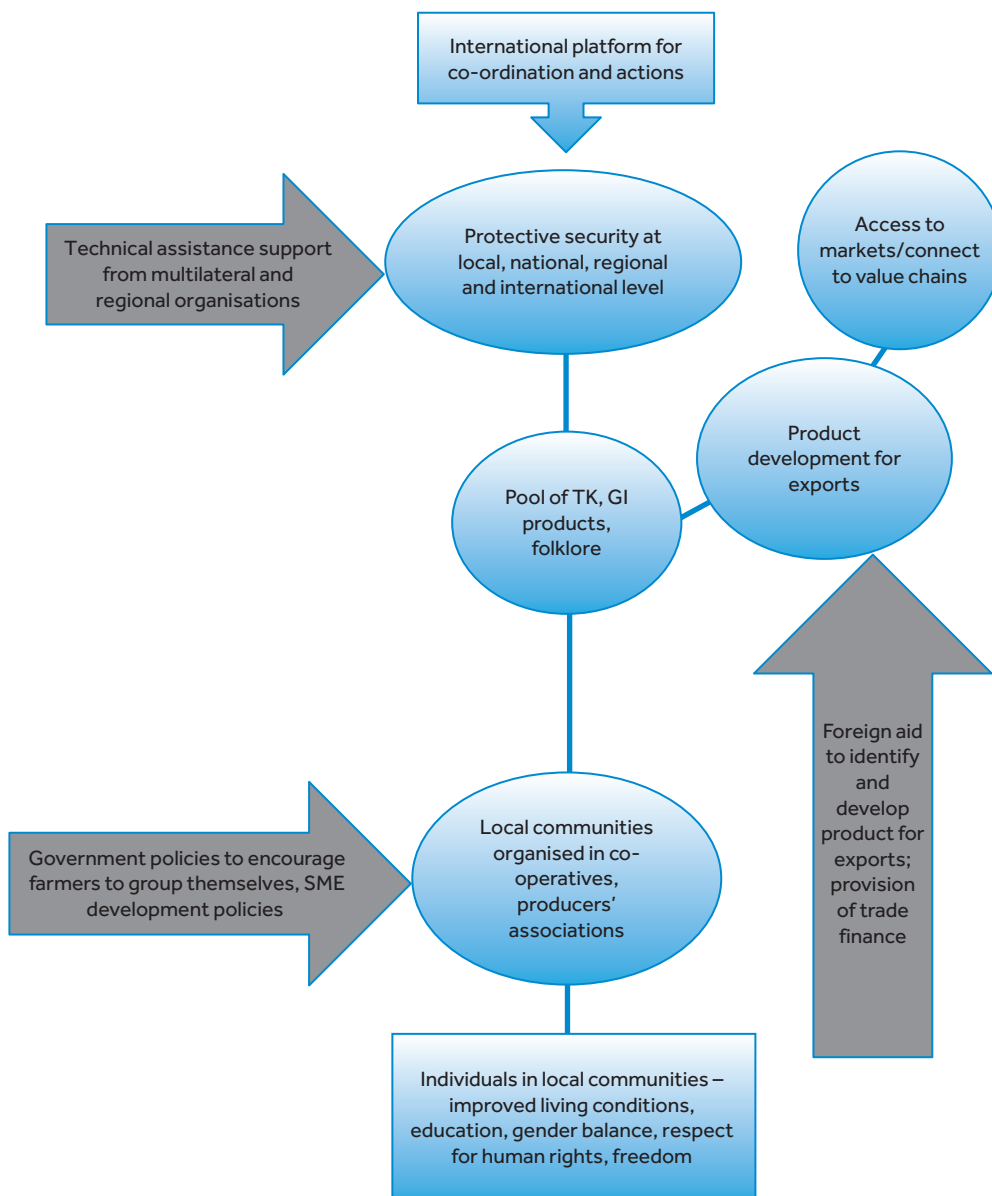 International platform for
co-ordination and actions
Technical assistance support
from multilateral and
regional organisations
Protective security at
local, national, regional
and international level
Access to
markets/connect
to value chains
Product
development for
exports
Pool of TK, GI
products,
folklore
Foreign aid
to identify
and
develop
product for
exports;
provision
of trade
finance
Government policies to encourage
farmers to group themselves, SME
development policies
Local communities
organised in co-
operatives,
producers’
associations
Individuals in local communities –
improved living conditions,
education, gender balance, respect
for human rights, freedom